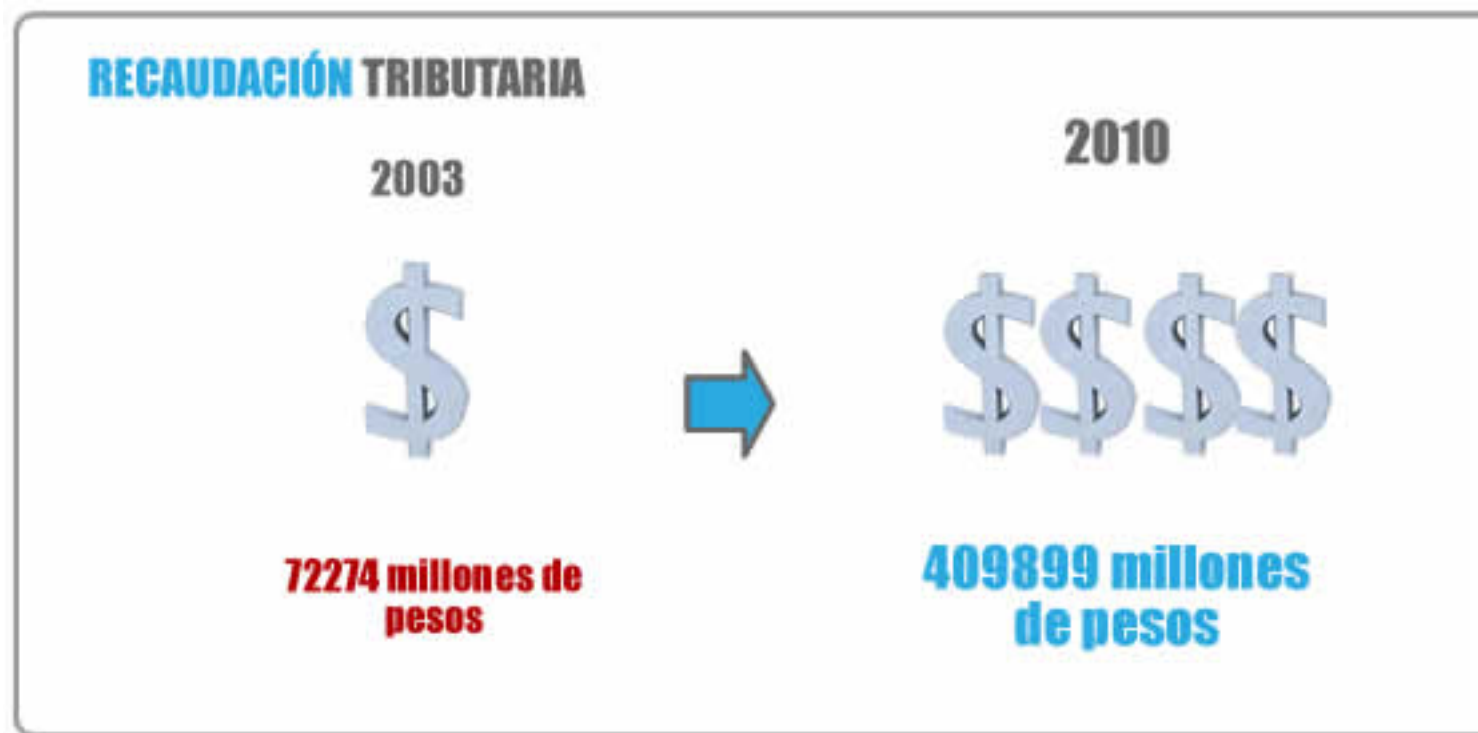 RECAUDACIÓN TRIBUTARIA
2003
2010
$
$$$$
72274 millones de
pesos
409899 millones
de pesos